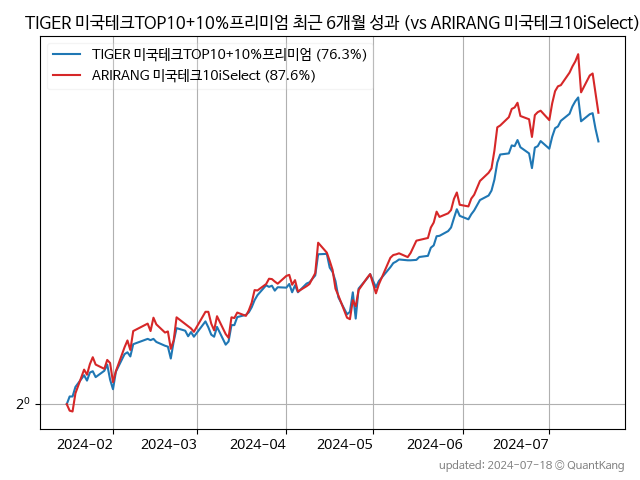 TIGER 미국테크TOP10+10%프리미엄 최근 6개월 성과 (vs ARIRANG 미국테크10iSelect)
TIGER 미국테크TOP10+10%프리미엄 (76.3%)
ARIRANG 미국테크10iSelect (87.6%)
2⁰
2024-02 2024-03 2024-04 2024-05 2024-06 2024-07
updated: 2024-07-18 © QuantKang